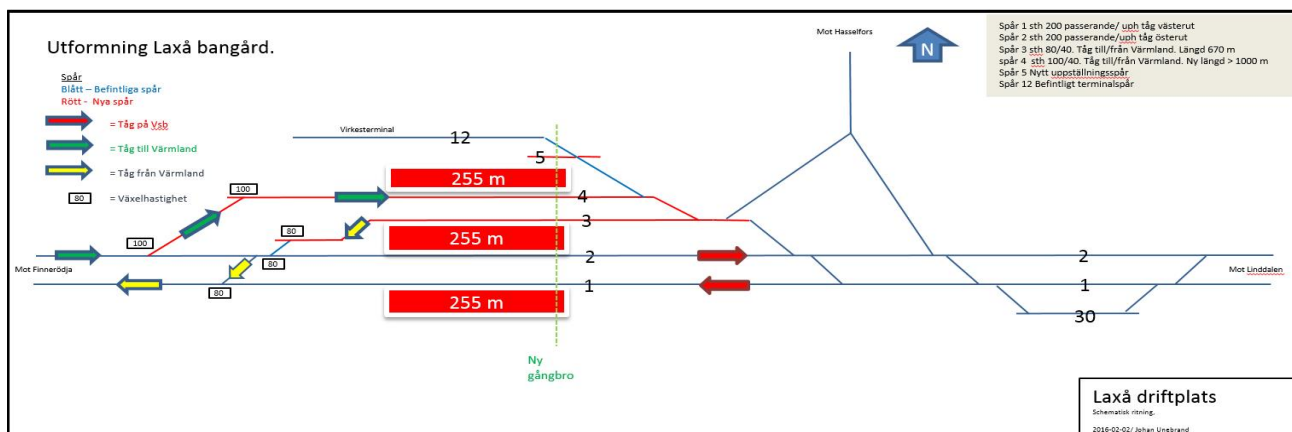 Utformning Laxå bangård.
Spår
Blått – Befintliga spår
Rött - Nya spår
= Tåg på Vsb
= Tåg till Värmland
= Tåg från Värmland
80 = Växelhastighet
Spår 1 sth 200 passerande/ uph tåg västerut
Spår 2 sth 200 passerande/uph tåg österut
Spår 3 sth 80/40. Tåg till/från Värmland. Längd 670 m
spår 4 sth 100/40. Tåg till/från Värmland. Ny längd > 1000 m
Spår 5 Nytt uppställningsspår
Spår 12 Befintligt terminalspår
Mot Hasselfors
N
Virkesterminal
12
5
255 m
4
100
3
80
255 m
100
2
2
80
Mot Finnerödja
Mot Linddalen
1
1
80
255 m
30
Ny
gångbro
Laxå driftplats
Schematisk ritning.
2016-02-02/ Johan Ungbrand